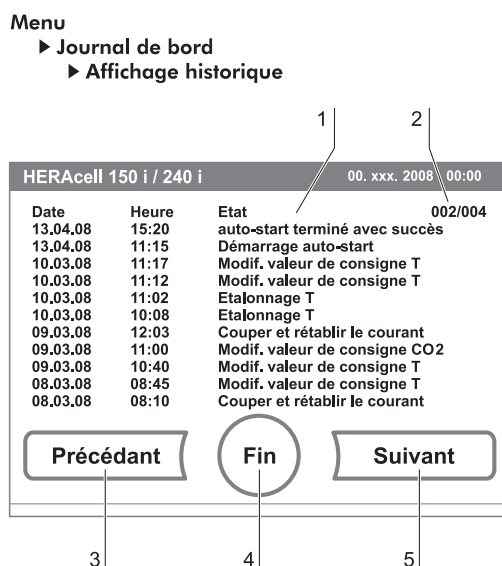 Menu
▶ Journal de bord
▶ Affichage historique
1 2
HERAcell 150 i / 240 i 00. xxx. 2008 00:00
Date Heure Etat 002/004
13.04.08 15:20 auto-start terminé avec succès
13.04.08 11:15 Démarrage auto-start
10.03.08 11:17 Modif. valeur de consigne T
10.03.08 11:12 Modif. valeur de consigne T
10.03.08 11:02 Etalonnage T
10.03.08 10:08 Etalonnage T
09.03.08 12:03 Couper et rétablir le courant
09.03.08 11:00 Modif. valeur de consigne CO2
09.03.08 10:40 Modif. valeur de consigne T
08.03.08 08:45 Modif. valeur de consigne T
08.03.08 08:10 Couper et rétablir le courant
Précédant Fin Suivant
3 4 5